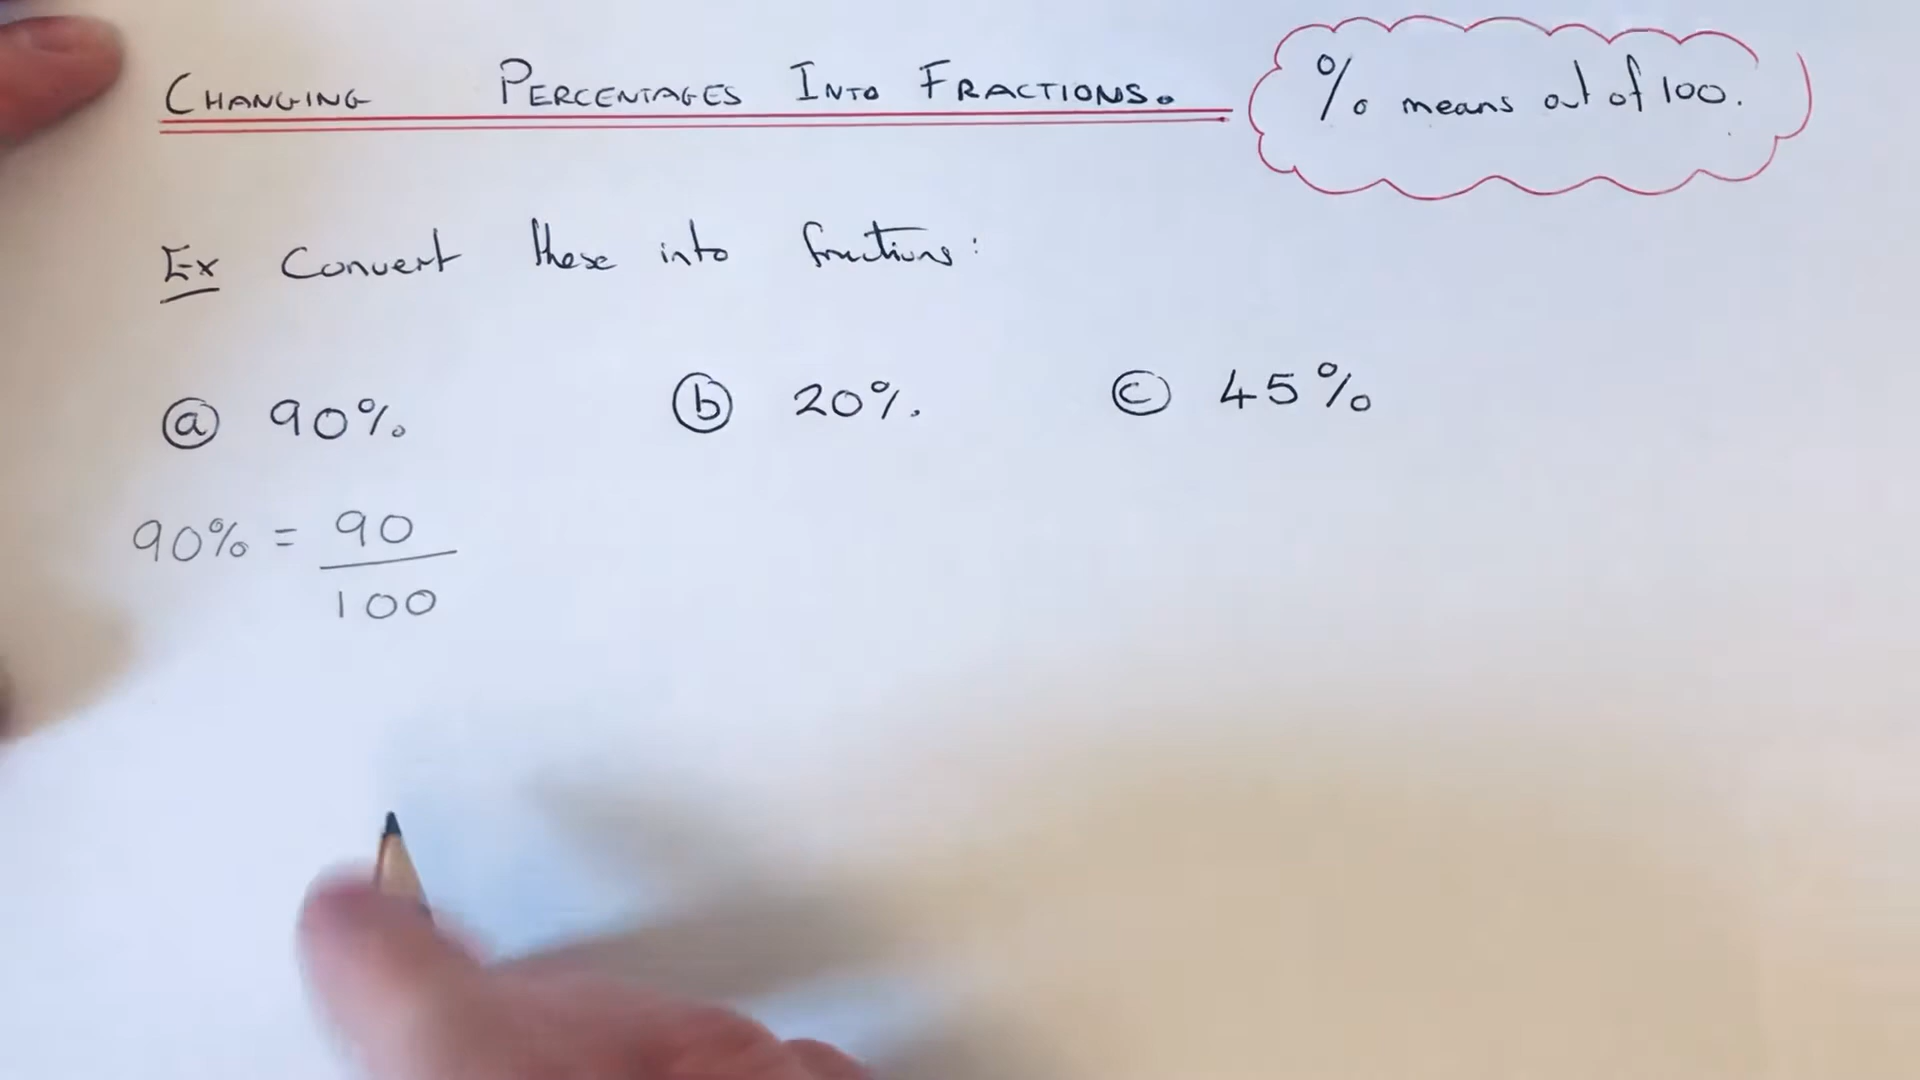 CHANGING PERCENTAGES INTO FRACTIONS.
% means out of 100.
Ex Convert these into fractions:
ⓐ 90% ⓑ 20%. ⓒ 45%
90% = 90
100